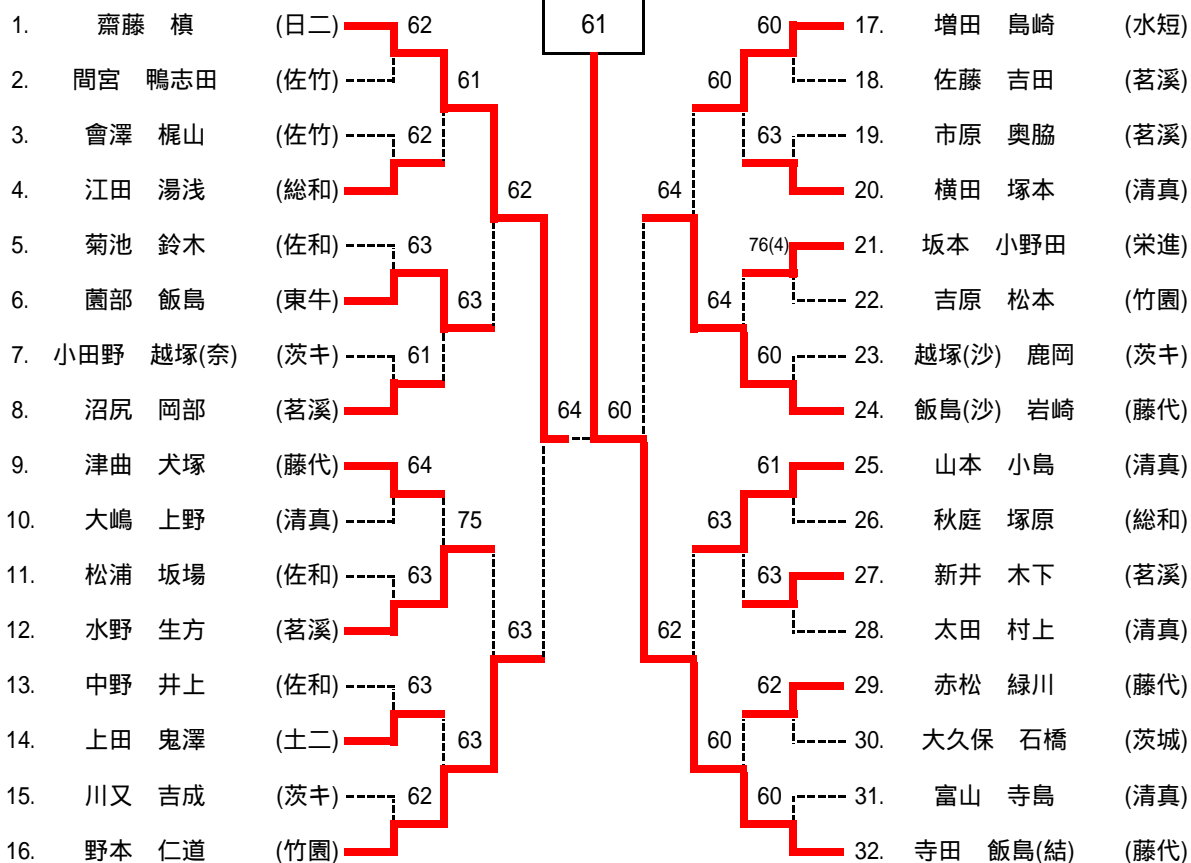 61
1. 齋藤 槙 (日二) 62 60 17. 増田 島崎 (水短)
2. 間宮 鴨志田 (佐竹) 61 60 18. 佐藤 吉田 (茗溪)
3. 會澤 梶山 (佐竹) 62 63 19. 市原 奥脇 (茗溪)
4. 江田 湯浅 (総和) 62 64 20. 横田 塚本 (清真)
5. 菊池 鈴木 (佐和) 63 76(4) 21. 坂本 小野田 (栄進)
6. 薗部 飯島 (東牛) 63 64 22. 吉原 松本 (竹園)
7. 小田野 越塚(奈) (茨キ) 61 60 23. 越塚(沙) 鹿岡 (茨キ)
8. 沼尻 岡部 (茗溪) 64 60 24. 飯島(沙) 岩崎 (藤代)
9. 津曲 犬塚 (藤代) 64 61 25. 山本 小島 (清真)
10. 大嶋 上野 (清真) 75 63 26. 秋庭 塚原 (総和)
11. 松浦 坂場 (佐和) 63 63 27. 新井 木下 (茗溪)
12. 水野 生方 (茗溪) 63 62 28. 太田 村上 (清真)
13. 中野 井上 (佐和) 63 62 29. 赤松 緑川 (藤代)
14. 上田 鬼澤 (土二) 63 60 30. 大久保 石橋 (茨城)
15. 川又 吉成 (茨キ) 62 60 31. 富山 寺島 (清真)
16. 野本 仁道 (竹園) 32. 寺田 飯島(結) (藤代)